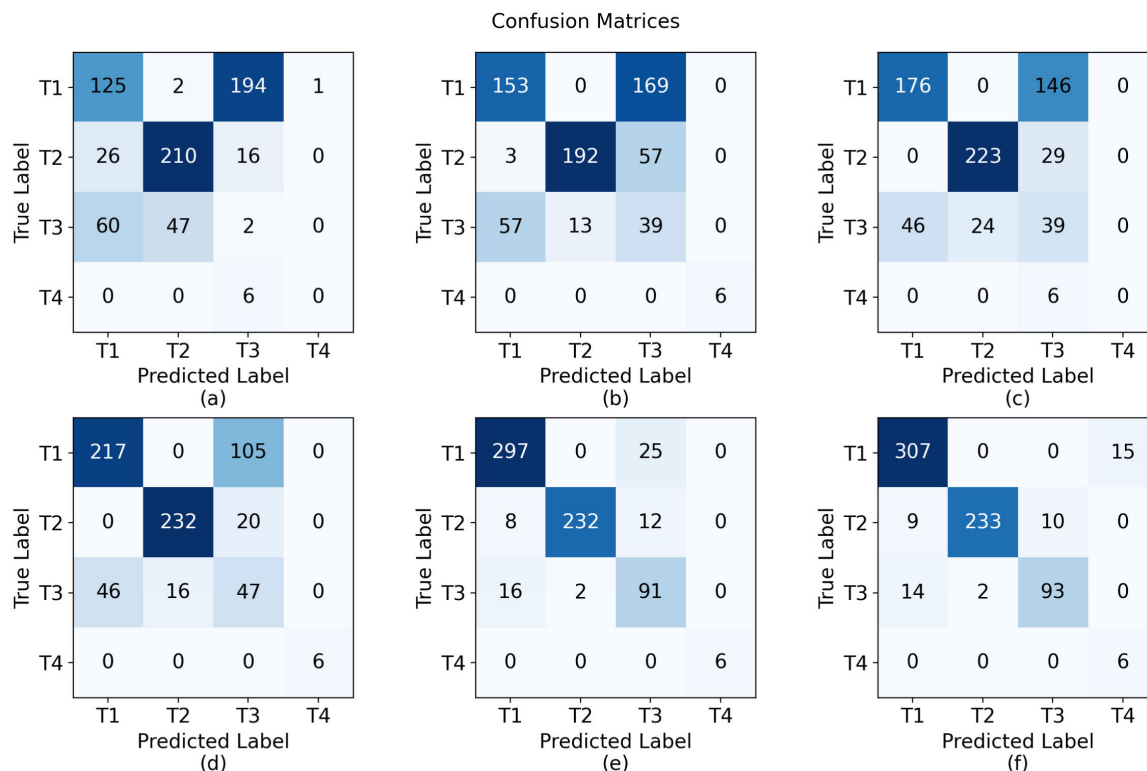 Confusion Matrices
T1 125 2 194 1
T2 26 210 16 0
T3 60 47 2 0
T4 0 0 6 0
T1 T2 T3 T4
True Label
Predicted Label
(a)
T1 153 0 169 0
T2 3 192 57 0
T3 57 13 39 0
T4 0 0 0 6
T1 T2 T3 T4
True Label
Predicted Label
(b)
T1 176 0 146 0
T2 0 223 29 0
T3 46 24 39 0
T4 0 0 6 0
T1 T2 T3 T4
True Label
Predicted Label
(c)
T1 217 0 105 0
T2 0 232 20 0
T3 46 16 47 0
T4 0 0 0 6
T1 T2 T3 T4
True Label
Predicted Label
(d)
T1 297 0 25 0
T2 8 232 12 0
T3 16 2 91 0
T4 0 0 0 6
T1 T2 T3 T4
True Label
Predicted Label
(e)
T1 307 0 0 15
T2 9 233 10 0
T3 14 2 93 0
T4 0 0 0 6
T1 T2 T3 T4
True Label
Predicted Label
(f)